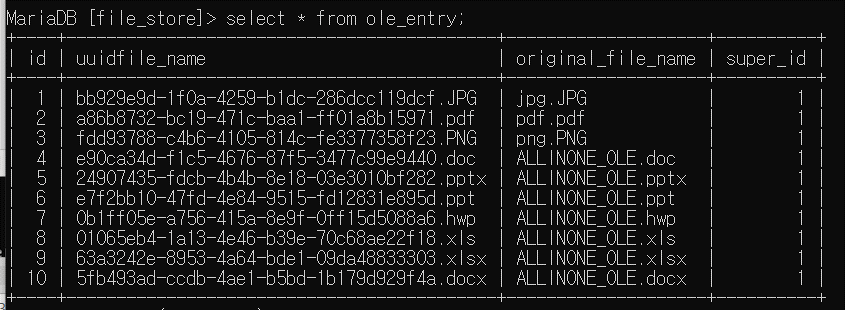 MariaDB [file_store]> select * from ole_entry;
+----+------------------------------------------+--------------------+----------+
| id | uuidfile_name | original_file_name | super_id |
+----+------------------------------------------+--------------------+----------+
| 1 | bb929e9d-1f0a-4259-b1dc-286dcc119dcf.JPG | jpg.JPG | 1 |
| 2 | a86b8732-bc19-471c-baa1-ff01a8b15971.pdf | pdf.pdf | 1 |
| 3 | fdd93788-c4b6-4105-814c-fe3377358f23.PNG | png.PNG | 1 |
| 4 | e90ca34d-f1c5-4676-87f5-3477c99e9440.doc | ALLINONE_OLE.doc | 1 |
| 5 | 24907435-fdcb-4b4b-8e18-03e3010bf282.pptx | ALLINONE_OLE.pptx | 1 |
| 6 | e7f2bb10-47fd-4e84-9515-fd12831e895d.ppt | ALLINONE_OLE.ppt | 1 |
| 7 | 0b1ff05e-a756-415a-8e9f-0ff15d5088a6.hwp | ALLINONE_OLE.hwp | 1 |
| 8 | 01065eb4-1a13-4e46-b39e-70c68ae22f18.xls | ALLINONE_OLE.xls | 1 |
| 9 | 63a3242e-8953-4a64-bde1-09da48833303.xlsx | ALLINONE_OLE.xlsx | 1 |
| 10 | 5fb493ad-ccdb-4ae1-b5bd-1b179d929f4a.docx | ALLINONE_OLE.docx | 1 |
+----+------------------------------------------+--------------------+----------+